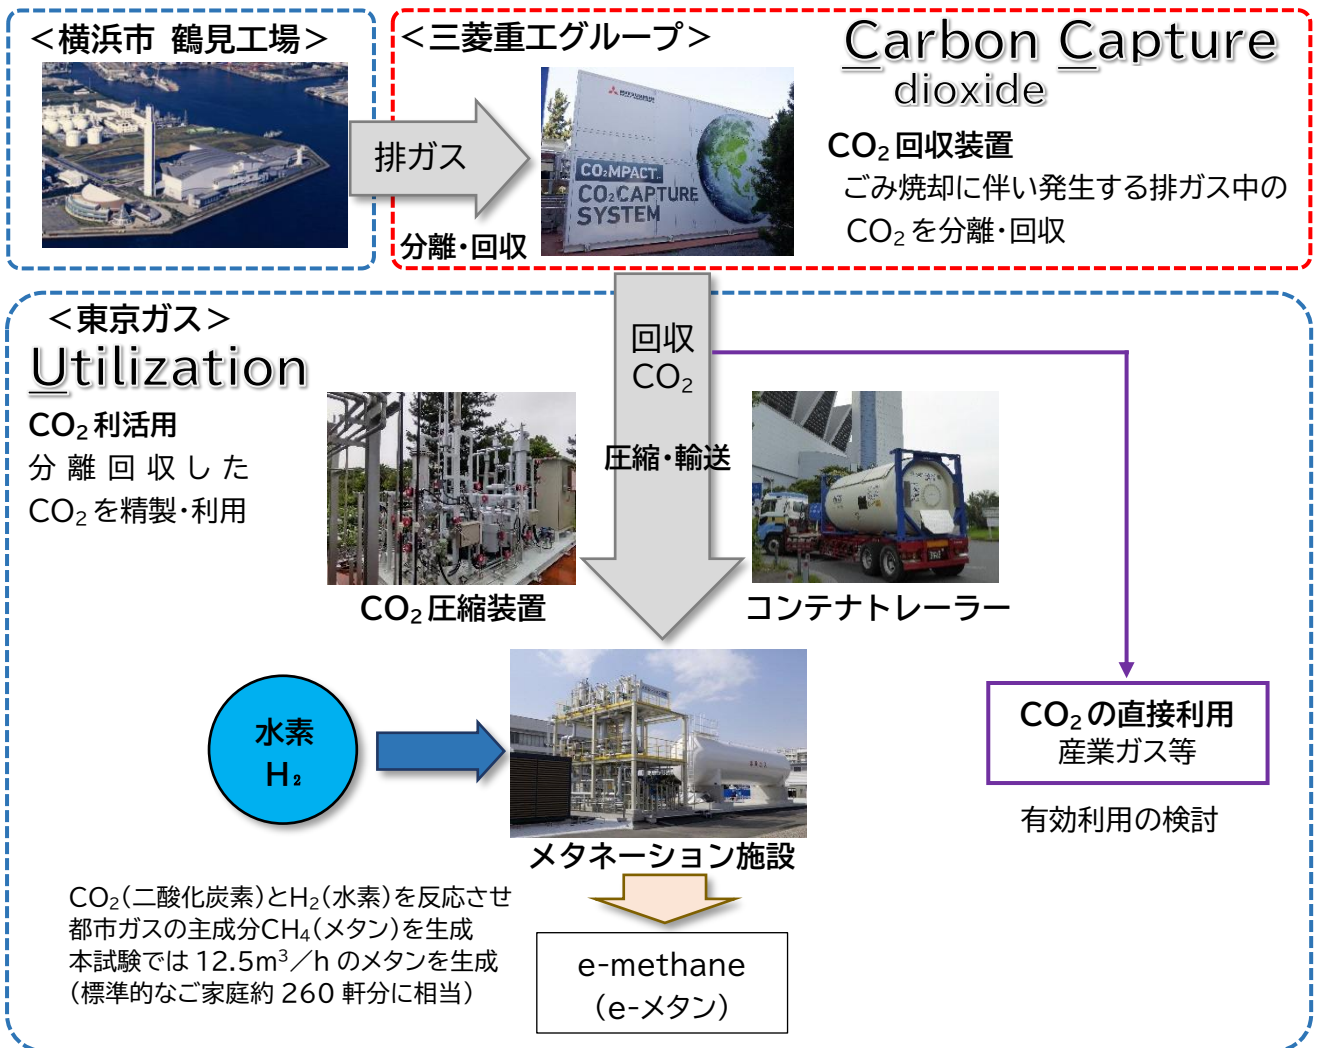 ＜横浜市 鶴見工場＞
＜三菱重工グループ＞
Carbon Capture
dioxide
排ガス
分離・回収
MITSUBISHI
CO₂MPACT
CO₂CAPTURE
SYSTEM
CO₂回収装置
ごみ焼却に伴い発生する排ガス中の
CO₂を分離・回収
＜東京ガス＞
Utilization
CO₂利活用
分離回収した
CO₂を精製・利用
回収
CO₂
圧縮・輸送
CO₂圧縮装置
コンテナトレーラー
水素
H₂
メタネーション施設
CO₂の直接利用
産業ガス等
有効利用の検討
CO₂（二酸化炭素）とH₂（水素）を反応させ
都市ガスの主成分CH₄（メタン）を生成
本試験では 12.5m³／h のメタンを生成
（標準的なご家庭約 260 軒分に相当）
e-methane
（e-メタン）